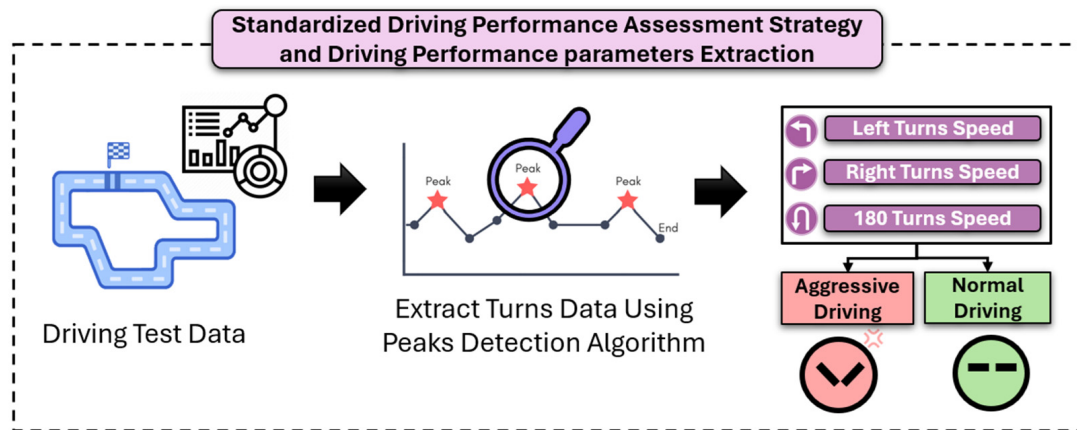 Standardized Driving Performance Assessment Strategy
and Driving Performance parameters Extraction
Driving Test Data
Peak
Peak
Peak
End
Extract Turns Data Using
Peaks Detection Algorithm
Left Turns Speed
Right Turns Speed
180 Turns Speed
Aggressive
Driving
Normal
Driving